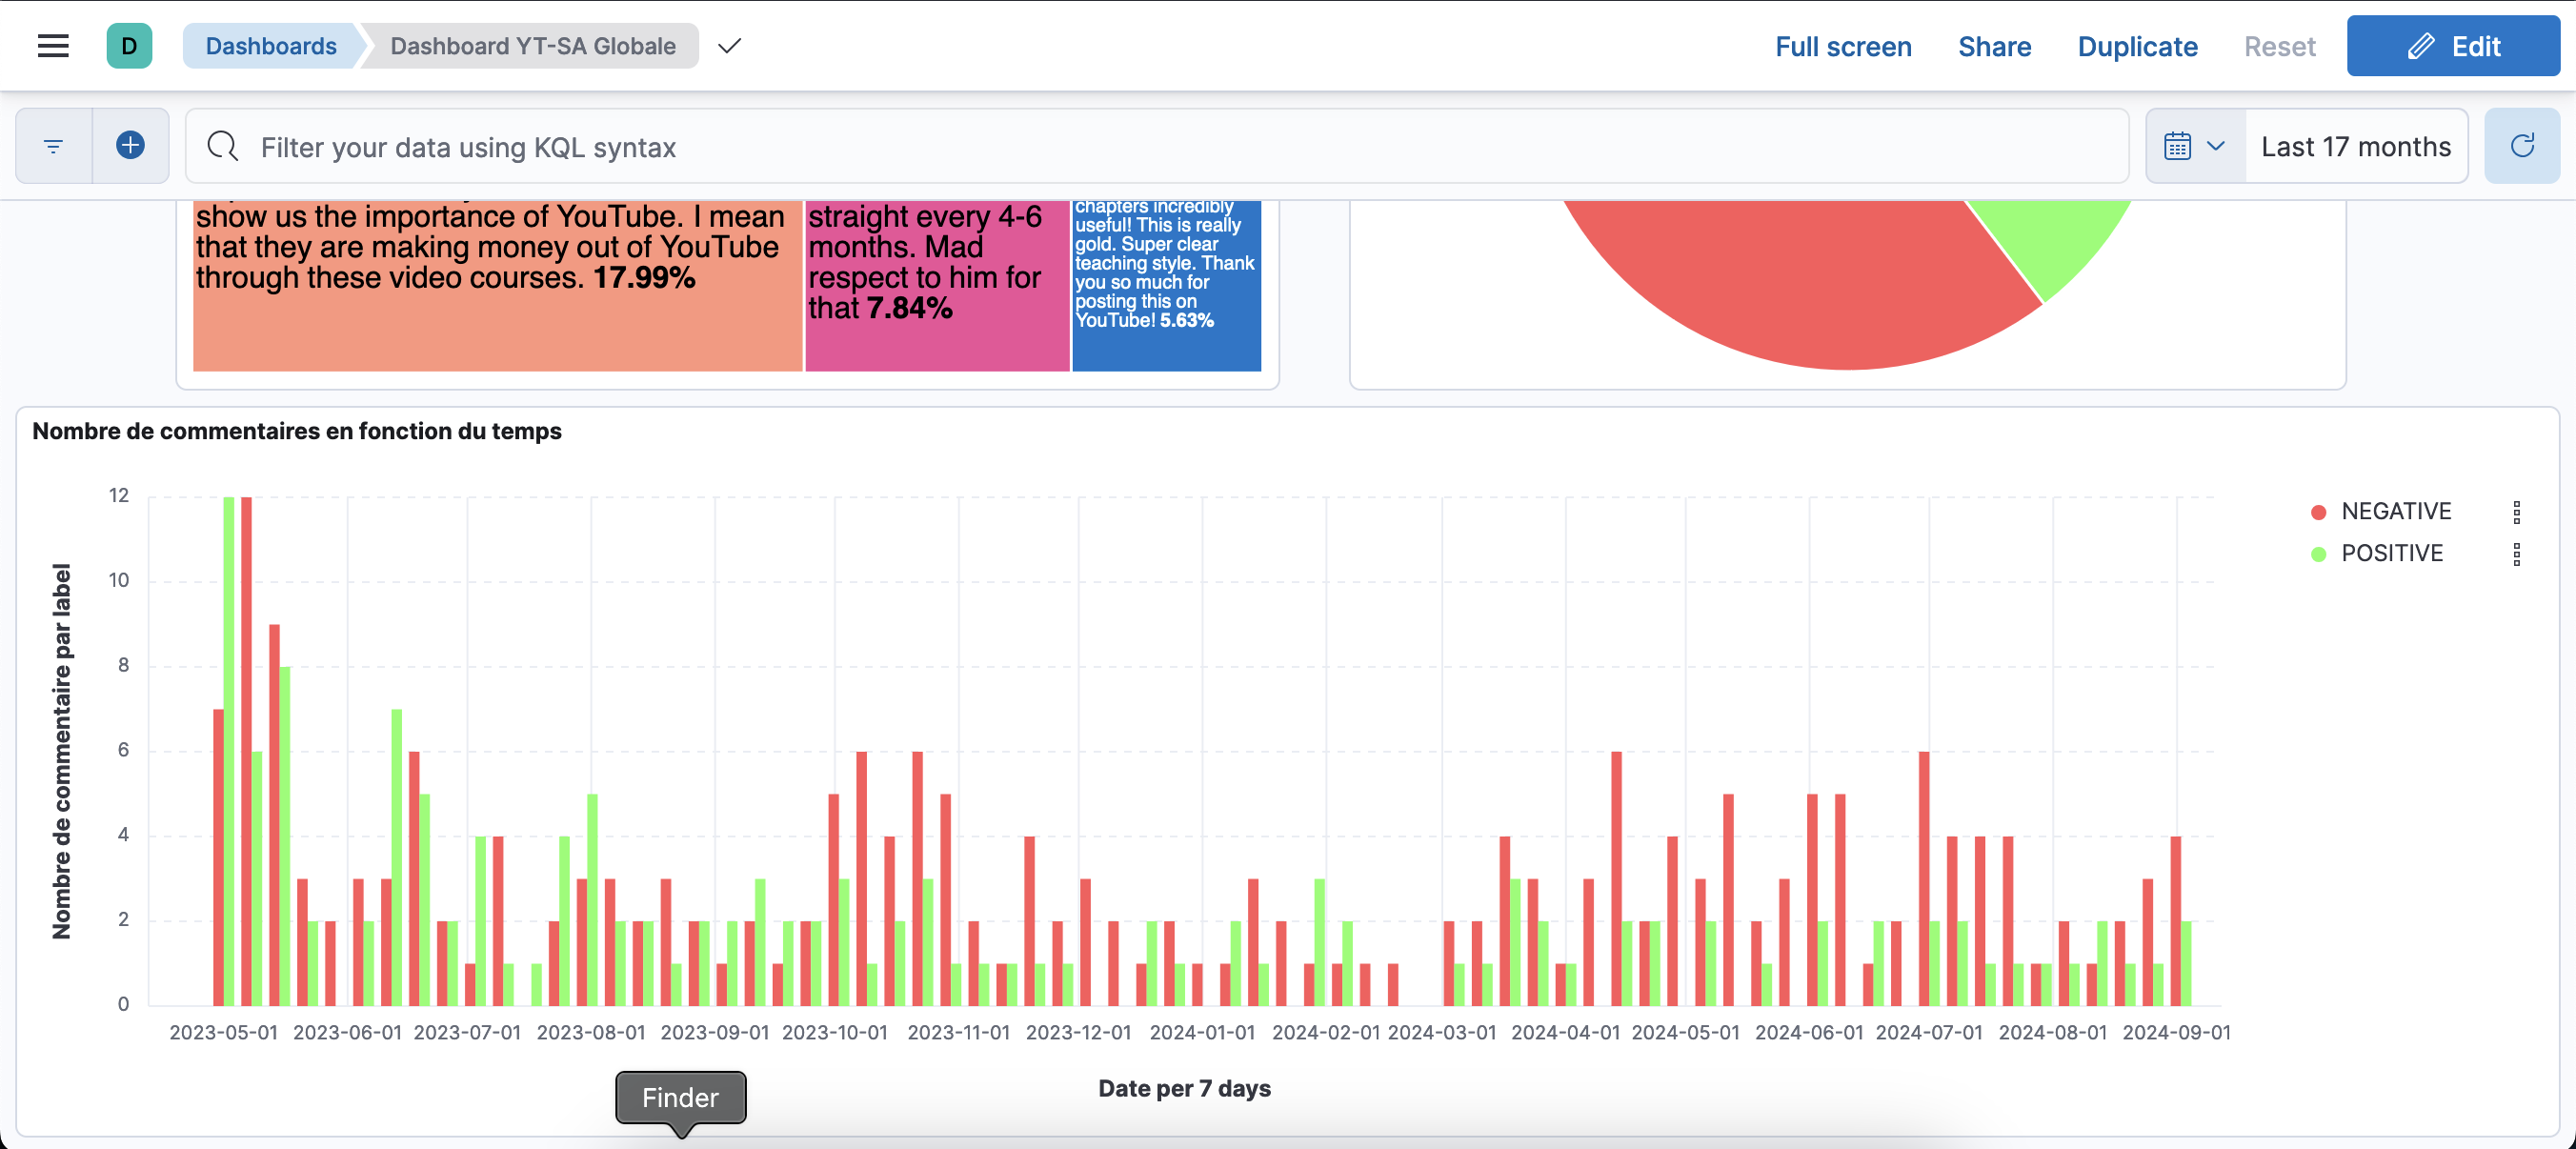 D
Dashboards
Dashboard YT-SA Globale
Full screen
Share
Duplicate
Reset
Edit
Filter your data using KQL syntax
Last 17 months
show us the importance of YouTube. I mean
that they are making money out of YouTube
through these video courses. 17.99%
straight every 4-6
months. Mad
respect to him for
that 7.84%
chapters incredibly
useful! This is really
gold. Super clear
teaching style. Thank
you so much for
posting this on
YouTube! 5.63%
Nombre de commentaires en fonction du temps
Nombre de commentaire par label
12
10
8
6
4
2
0
2023-05-01
2023-06-01
2023-07-01
2023-08-01
2023-09-01
2023-10-01
2023-11-01
2023-12-01
2024-01-01
2024-02-01
2024-03-01
2024-04-01
2024-05-01
2024-06-01
2024-07-01
2024-08-01
2024-09-01
Date per 7 days
NEGATIVE
POSITIVE
Finder